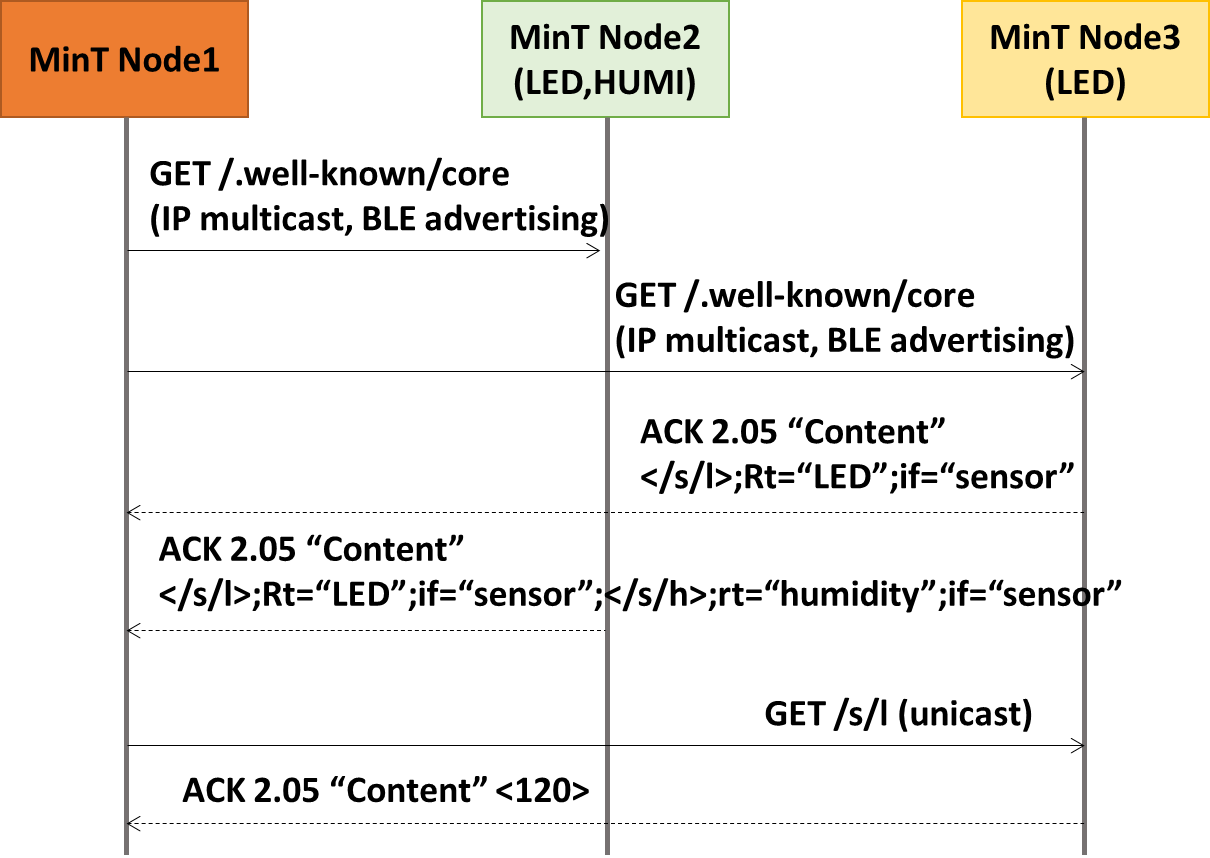 MinT Node1
MinT Node2
(LED,HUMI)
MinT Node3
(LED)
GET /.well-known/core
(IP multicast, BLE advertising)
GET /.well-known/core
(IP multicast, BLE advertising)
ACK 2.05 “Content”
</s/l>;Rt=“LED”;if=“sensor”
ACK 2.05 “Content”
</s/l>;Rt=“LED”;if=“sensor”;</s/h>;rt=“humidity”;if=“sensor”
GET /s/l (unicast)
ACK 2.05 “Content” <120>